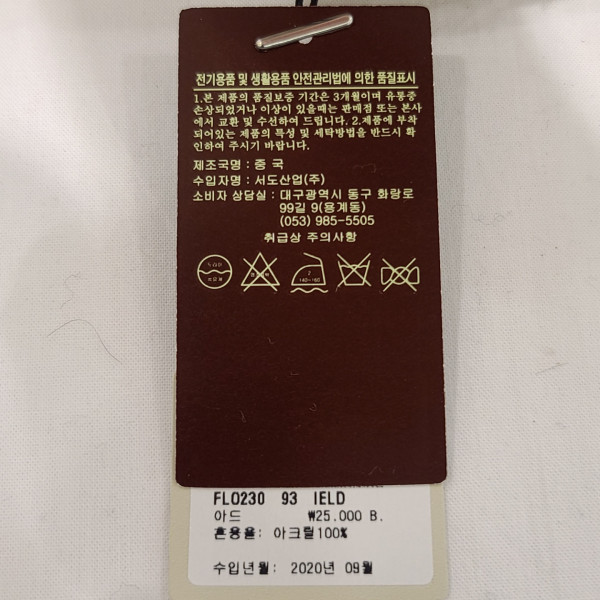 전기용품 및 생활용품 안전관리법에 의한 품질표시
1.본 제품의 품질보증 기간은 3개월이며 유통중
손상되었거나 이상이 있을때는 판매점 또는 본사
에서 교환 및 수선하여 드립니다. 2.제품에 부착
되어있는 제품의 특성 및 세탁방법을 반드시 확
인하여 주시기 바랍니다.
제조국명 : 중 국
수입자명 : 서도산업(주)
소비자 상담실 : 대구광역시 동구 화랑로
99길 9(용계동)
(053) 985-5505
취급상 주의사항
2
140~160
FLO230 93 IELD
아드 ₩25.000 B.
혼용율: 아크릴100%
수입년월: 2020년 09월